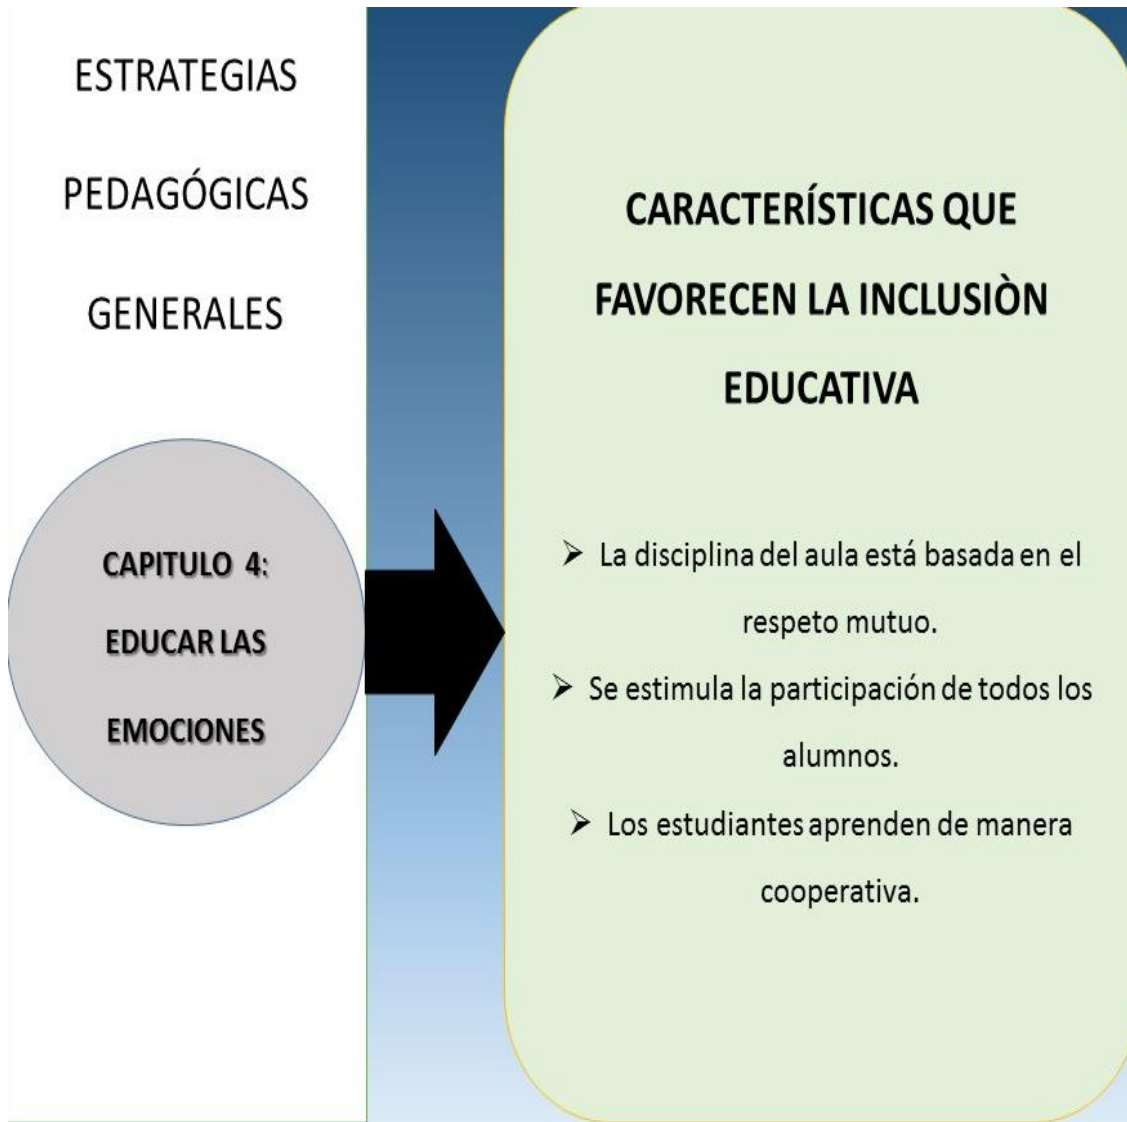 ESTRATEGIAS
PEDAGÓGICAS
GENERALES
CAPITULO 4:
EDUCAR LAS
EMOCIONES
CARACTERÍSTICAS QUE
FAVORECEN LA INCLUSIÒN
EDUCATIVA
➢ La disciplina del aula está basada en el
respeto mutuo.
➢ Se estimula la participación de todos los
alumnos.
➢ Los estudiantes aprenden de manera
cooperativa.